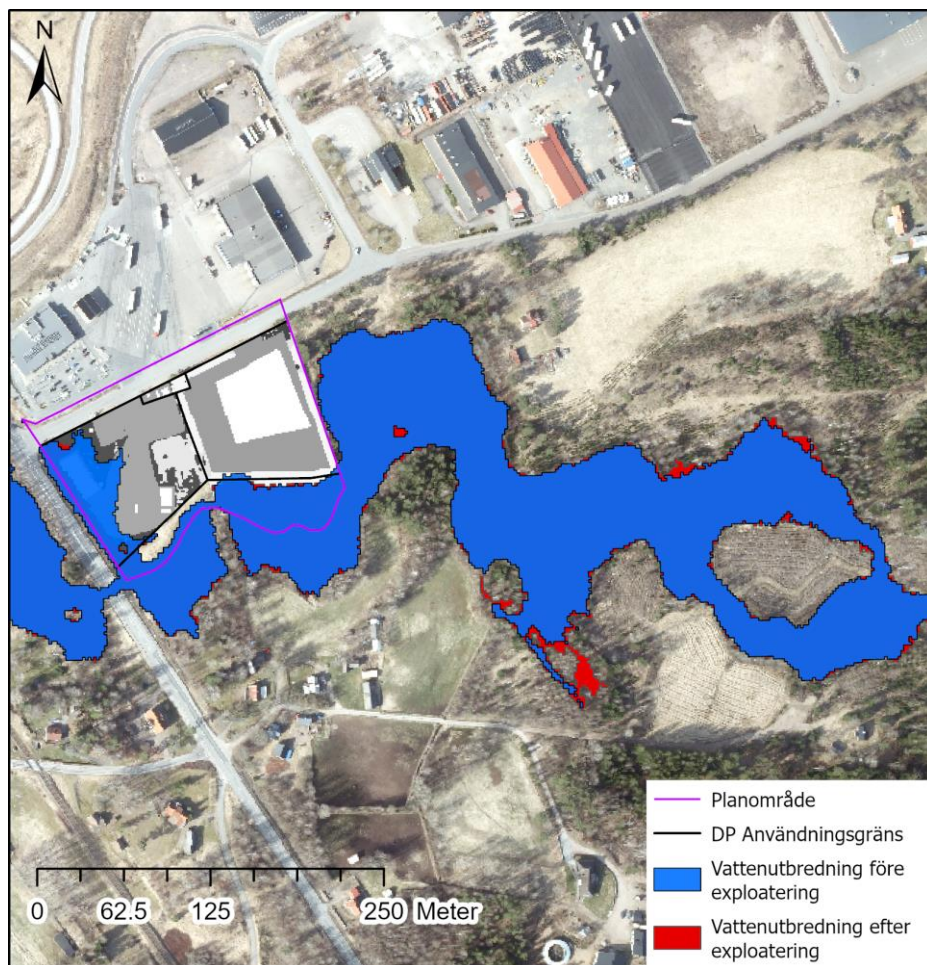 N
0
62.5
125
250 Meter
Planområde
DP Användningsgräns
Vattenutbredning före
exploatering
Vattenutbredning efter
exploatering